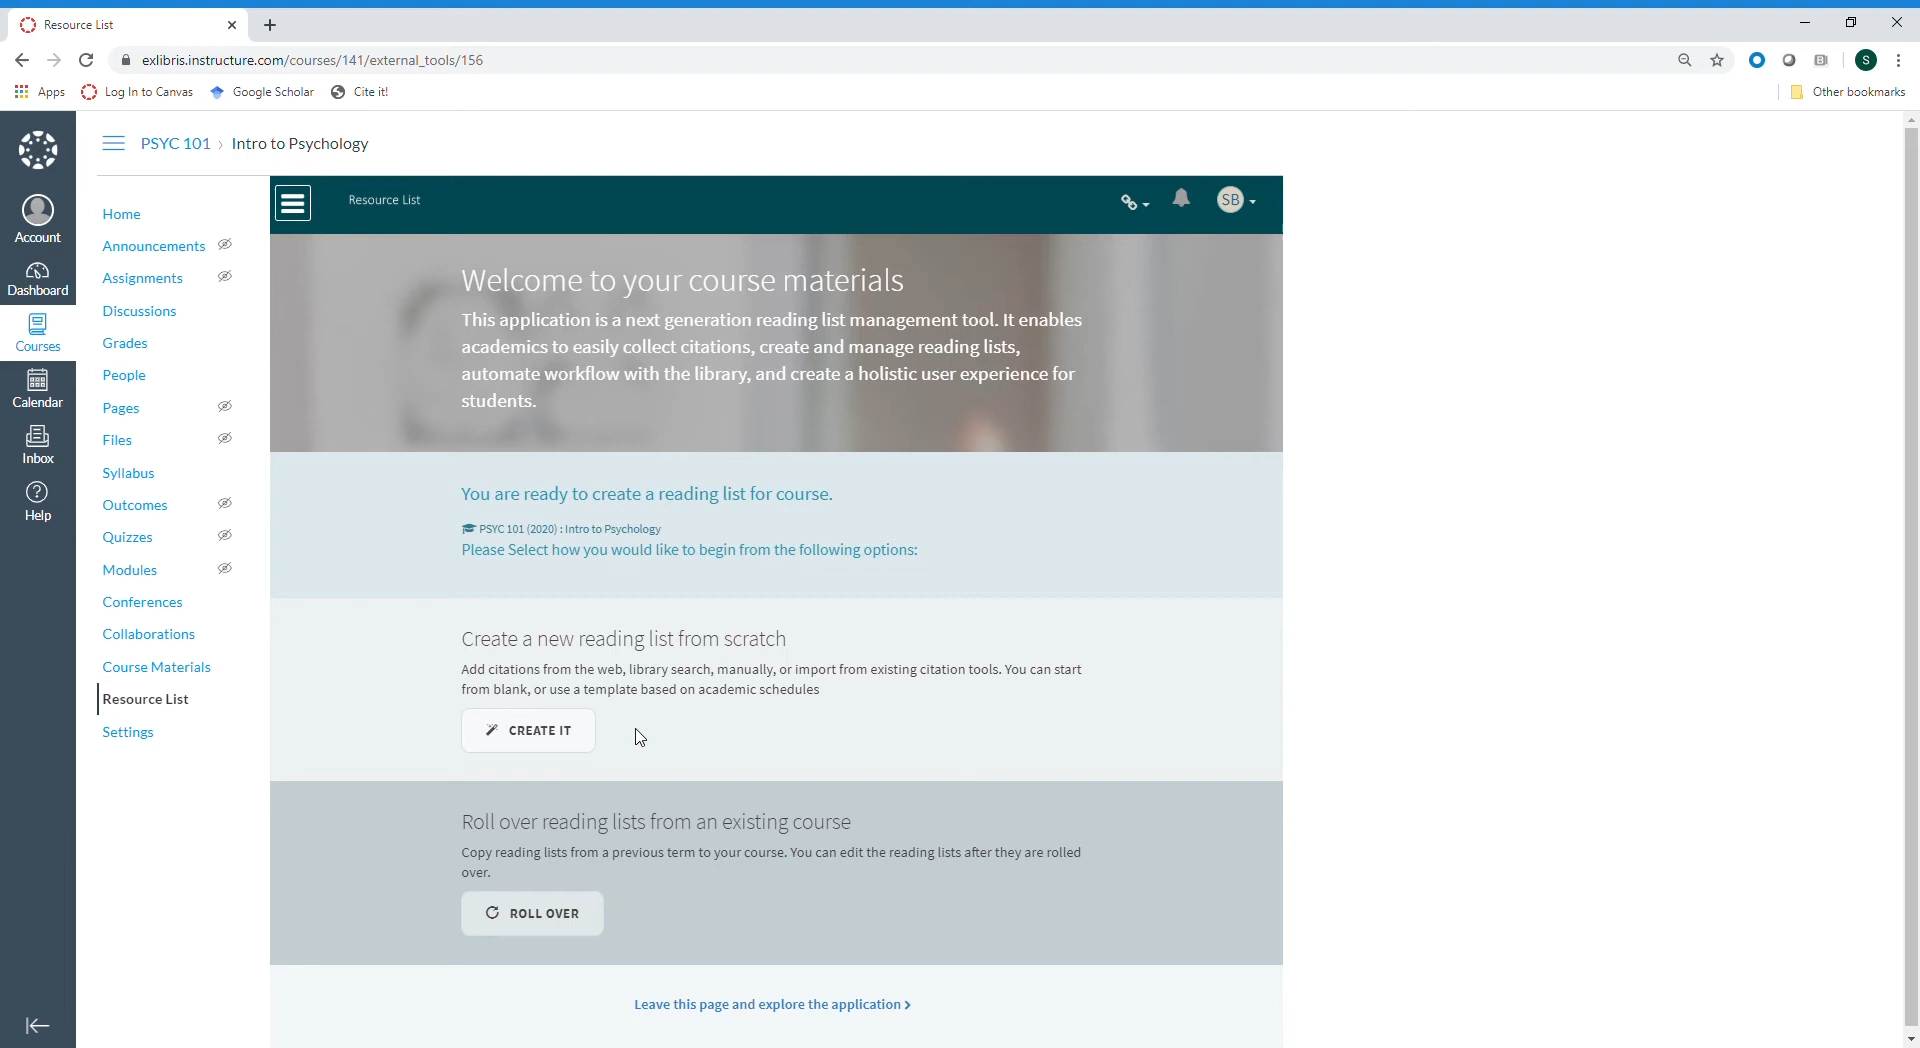 Resource List
exlibris.instructure.com/courses/141/external_tools/156
S
Apps Log In to Canvas Google Scholar Cite it! Other bookmarks
PSYC 101 › Intro to Psychology
Account
Dashboard
Courses
Calendar
Inbox
Help
Home
Announcements
Assignments
Discussions
Grades
People
Pages
Files
Syllabus
Outcomes
Quizzes
Modules
Conferences
Collaborations
Course Materials
Resource List
Settings
Resource List
SB
Welcome to your course materials
This application is a next generation reading list management tool. It enables
academics to easily collect citations, create and manage reading lists,
automate workflow with the library, and create a holistic user experience for
students.
You are ready to create a reading list for course.
PSYC 101 (2020) : Intro to Psychology
Please Select how you would like to begin from the following options:
Create a new reading list from scratch
Add citations from the web, library search, manually, or import from existing citation tools. You can start
from blank, or use a template based on academic schedules
CREATE IT
Roll over reading lists from an existing course
Copy reading lists from a previous term to your course. You can edit the reading lists after they are rolled
over.
ROLL OVER
Leave this page and explore the application >